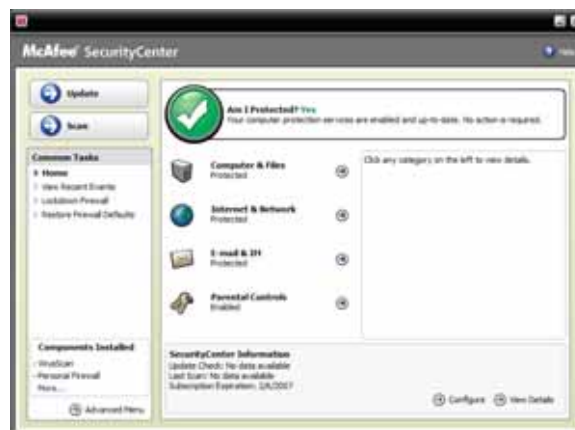 McAfee SecurityCenter
Help
Update
Scan
Common Tasks
Home
View Recent Events
Lockdown Firewall
Restore Firewall Defaults
Components Installed
VirusScan
Personal Firewall
More...
Advanced Menu
Am I Protected? Yes
Your computer protection services are enabled and up-to-date. No action is required.
Computer & Files
Protected
Internet & Network
Protected
E-mail & IM
Protected
Parental Controls
Enabled
Click any category on the left to view details.
SecurityCenter Information
Update Check: No data available
Last Scan: No data available
Subscription Expiration:
Configure
View Details